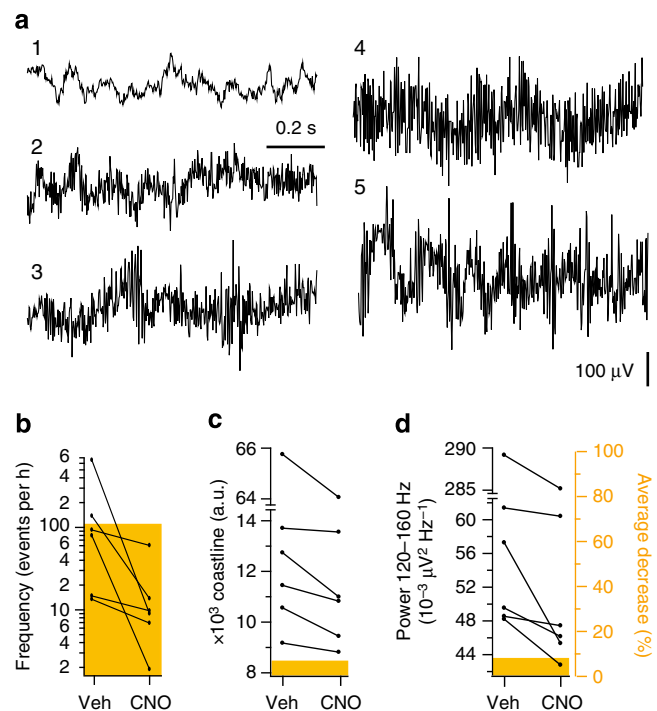 a
1
2
3
0.2 s
4
5
100 μV
b
Frequency (events per h)
6
4
2
100
6
4
2
10
6
4
2
Veh CNO
c
×10³ coastline (a.u.)
66
64
14
12
10
8
Veh CNO
d
Power 120–160 Hz
(10⁻³ μV² Hz⁻¹)
290
285
60
56
52
48
44
Veh CNO
100
80
60
40
20
0
Average decrease (%)